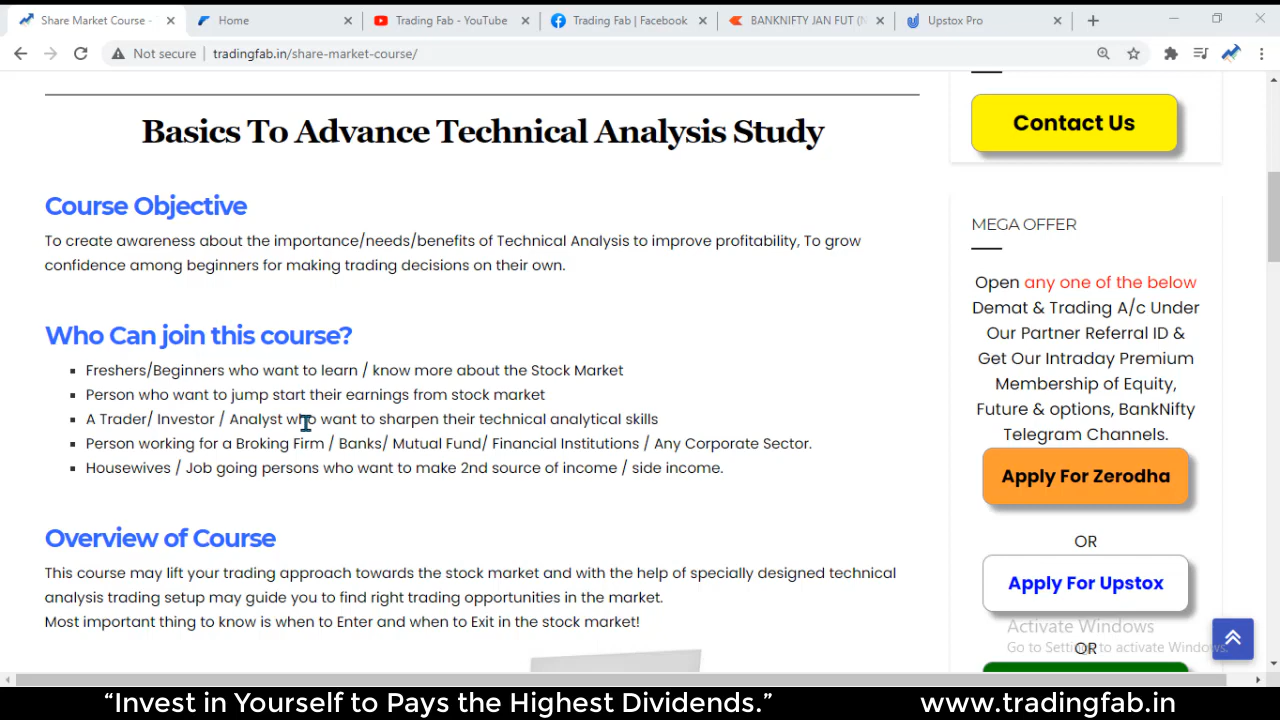 Share Market Course -
Home
Trading Fab - YouTube
Trading Fab | Facebook
BANKNIFTY JAN FUT (N
Upstox Pro
Not secure
tradingfab.in/share-market-course/
Basics To Advance Technical Analysis Study
Course Objective
To create awareness about the importance/needs/benefits of Technical Analysis to improve profitability, To grow
confidence among beginners for making trading decisions on their own.
Who Can join this course?
Freshers/Beginners who want to learn / know more about the Stock Market
Person who want to jump start their earnings from stock market
A Trader/ Investor / Analyst who want to sharpen their technical analytical skills
Person working for a Broking Firm / Banks/ Mutual Fund/ Financial Institutions / Any Corporate Sector.
Housewives / Job going persons who want to make 2nd source of income / side income.
Overview of Course
This course may lift your trading approach towards the stock market and with the help of specially designed technical
analysis trading setup may guide you to find right trading opportunities in the market.
Most important thing to know is when to Enter and when to Exit in the stock market!
Contact Us
MEGA OFFER
Open any one of the below
Demat & Trading A/c Under
Our Partner Referral ID &
Get Our Intraday Premium
Membership of Equity,
Future & options, BankNifty
Telegram Channels.
Apply For Zerodha
OR
Apply For Upstox
Activate Windows
Go to Settings to activate Windows.
OR
“Invest in Yourself to Pays the Highest Dividends.”
www.tradingfab.in